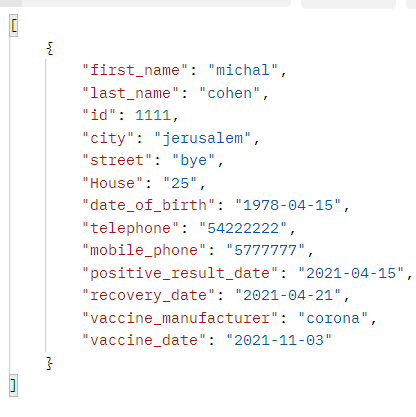 [
{
"first_name": "michal",
"last_name": "cohen",
"id": 1111,
"city": "jerusalem",
"street": "bye",
"House": "25",
"date_of_birth": "1978-04-15",
"telephone": "54222222",
"mobile_phone": "5777777",
"positive_result_date": "2021-04-15",
"recovery_date": "2021-04-21",
"vaccine_manufacturer": "corona",
"vaccine_date": "2021-11-03"
}
]